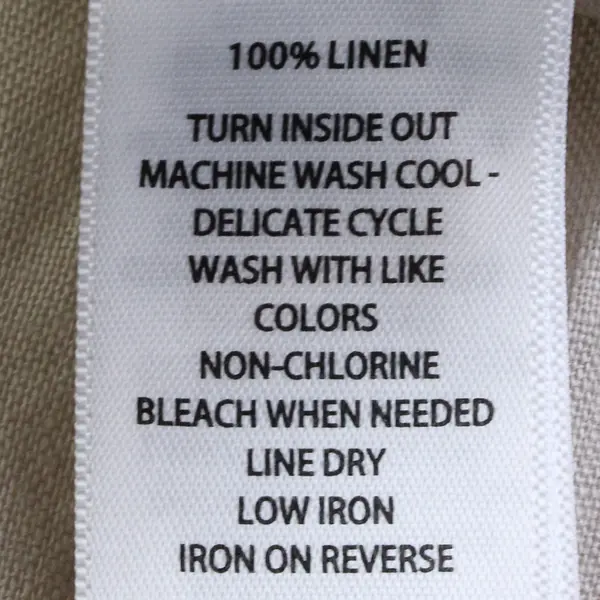 100% LINEN
TURN INSIDE OUT
MACHINE WASH COOL -
DELICATE CYCLE
WASH WITH LIKE
COLORS
NON-CHLORINE
BLEACH WHEN NEEDED
LINE DRY
LOW IRON
IRON ON REVERSE